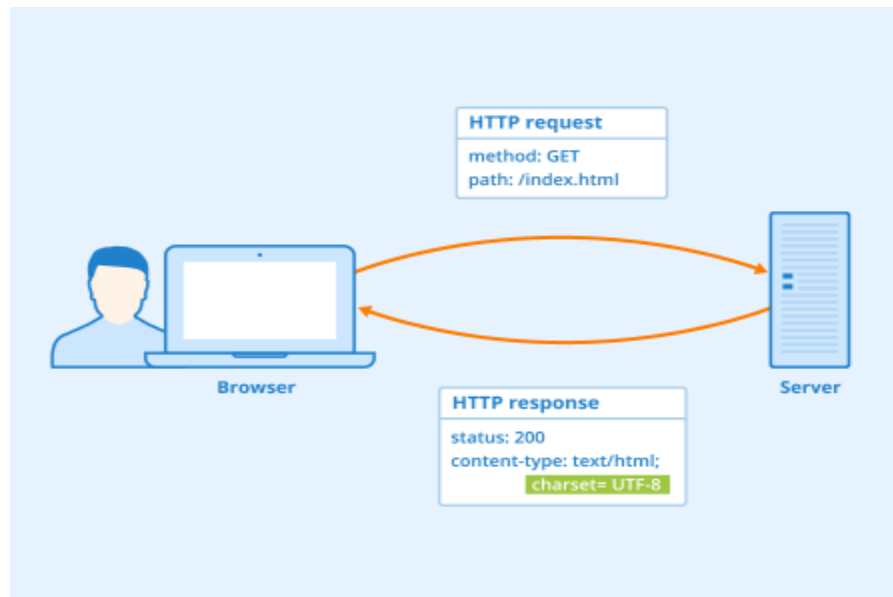 HTTP request
method: GET
path: /index.html
Browser
Server
HTTP response
status: 200
content-type: text/html;
charset= UTF-8